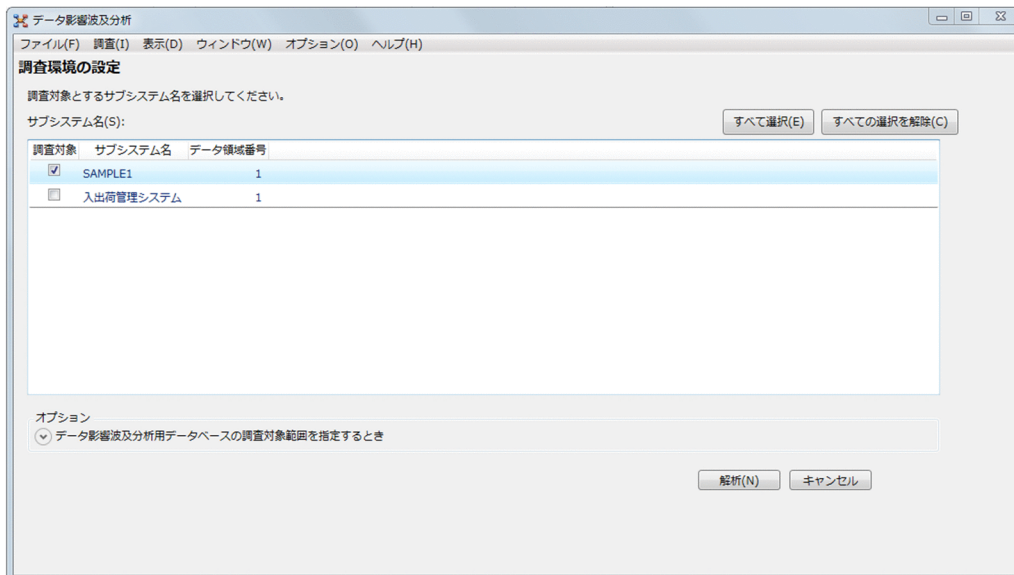 データ影響波及分析
ファイル(F) 調査(I) 表示(D) ウィンドウ(W) オプション(O) ヘルプ(H)
調査環境の設定
調査対象とするサブシステム名を選択してください。
サブシステム名(S): すべて選択(E) すべての選択を解除(C)
調査対象 サブシステム名 データ領域番号
SAMPLE1 1
入出荷管理システム 1
オプション
データ影響波及分析用データベースの調査対象範囲を指定するとき
解析(N) キャンセル